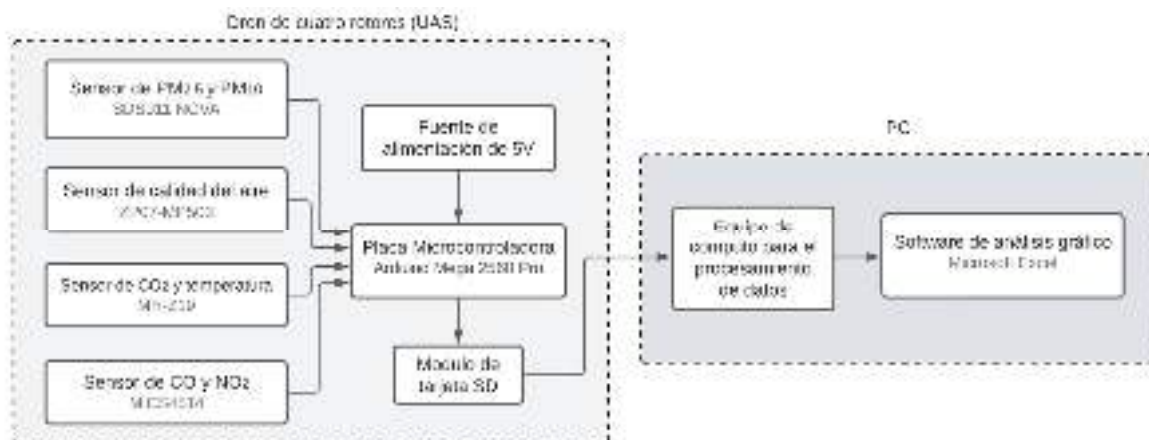 Dron de cuatro rotores (UAS)
Sensor de PM2.5 y PM10
SDS011 NOVA
Fuente de
alimentación de 5V
Sensor de calidad del aire
ZP07-MP503
Placa Microcontroladora
Arduino Mega 2560 Pro
Sensor de CO2 y temperatura
MH-Z19
Modulo de
tarjeta SD
Sensor de CO y NO2
MICS4514
PC
Equipo de
computo para el
procesamiento
de datos
Software de análisis gráfico
Microsoft Excel